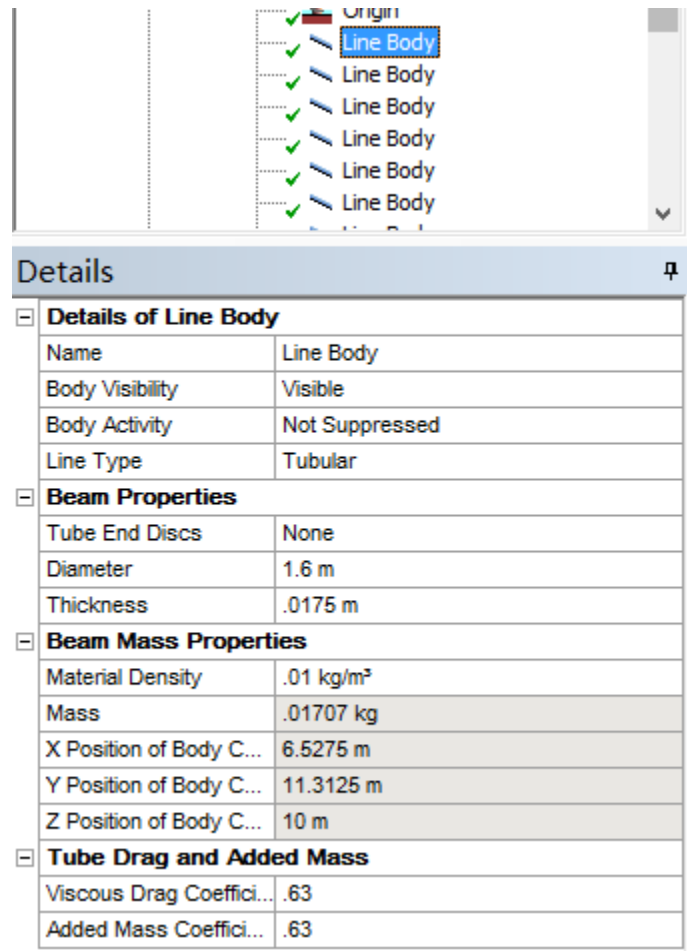 Origin
Line Body
Line Body
Line Body
Line Body
Line Body
Line Body
Details
Details of Line Body
Name Line Body
Body Visibility Visible
Body Activity Not Suppressed
Line Type Tubular
Beam Properties
Tube End Discs None
Diameter 1.6 m
Thickness .0175 m
Beam Mass Properties
Material Density .01 kg/m³
Mass .01707 kg
X Position of Body C... 6.5275 m
Y Position of Body C... 11.3125 m
Z Position of Body C... 10 m
Tube Drag and Added Mass
Viscous Drag Coeffici... .63
Added Mass Coeffici... .63